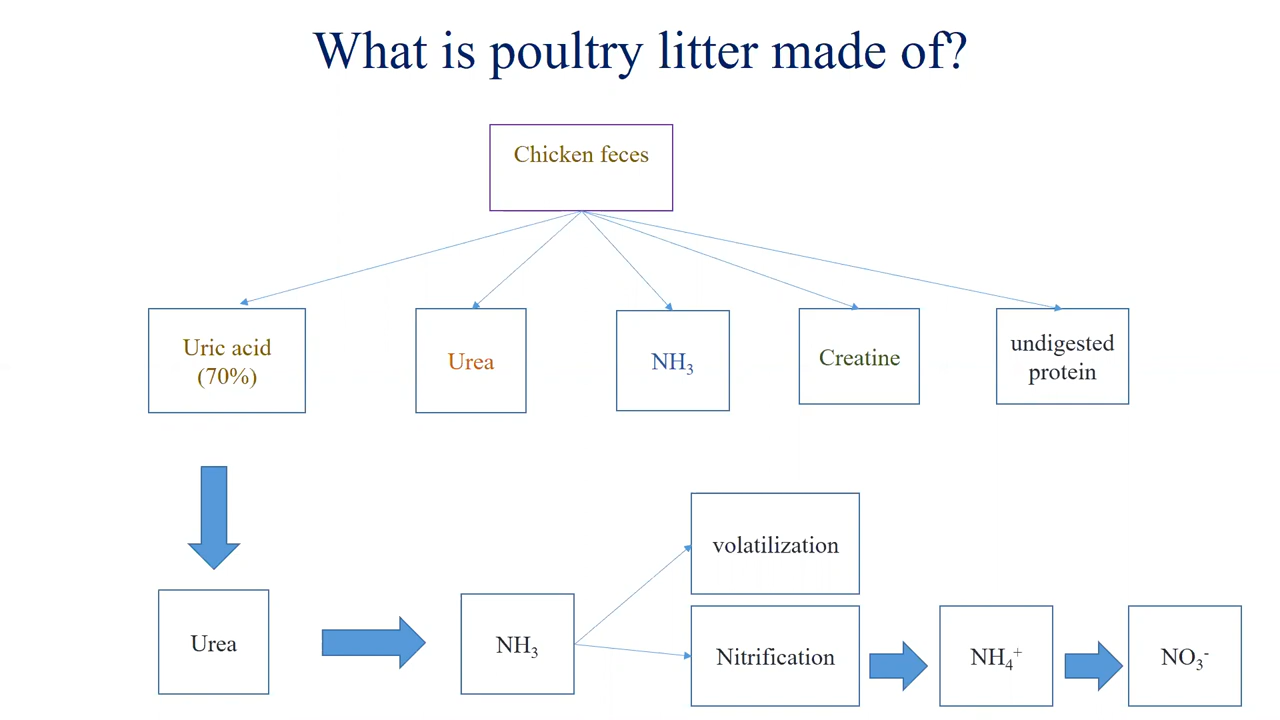 What is poultry litter made of?
Chicken feces
Uric acid
(70%)
Urea
NH₃
Creatine
undigested
protein
volatilization
Urea
NH₃
Nitrification
NH₄⁺
NO₃⁻